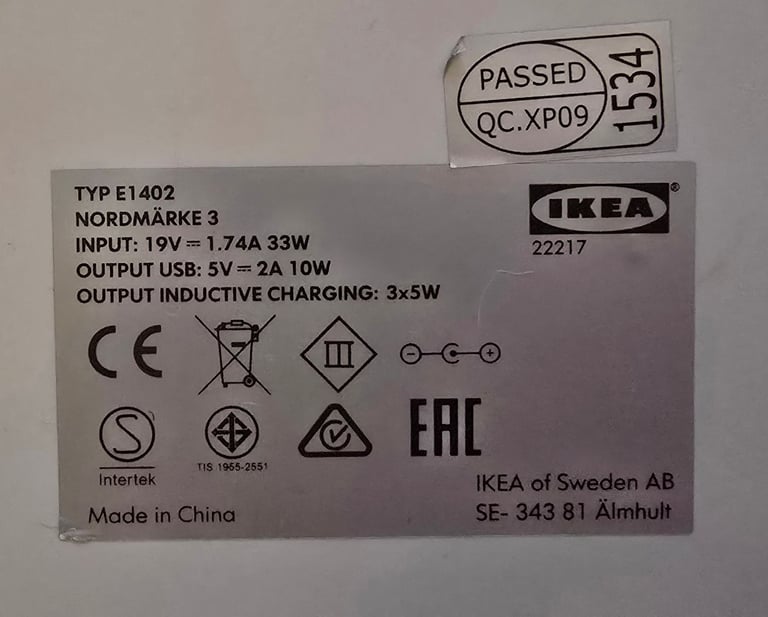 PASSED
QC.XP09
1534
TYP E1402
NORDMÄRKE 3
INPUT: 19V ⎓ 1.74A 33W
OUTPUT USB: 5V ⎓ 2A 10W
OUTPUT INDUCTIVE CHARGING: 3x5W
IKEA®
22217
CE
III
S
Intertek
TIS 1955-2551
EAC
Made in China
IKEA of Sweden AB
SE- 343 81 Älmhult